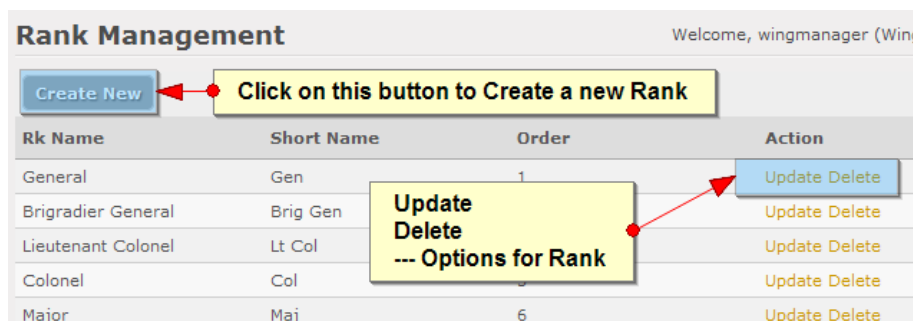 Rank Management Welcome, wingmanager (Wing
Create New Click on this button to Create a new Rank
Rk Name Short Name Order Action
General Gen 1 Update Delete
Brigradier General Brig Gen Update Delete
Lieutenant Colonel Lt Col Update Delete
Colonel Col Update Delete
Major Maj 6 Update Delete
Update
Delete
--- Options for Rank